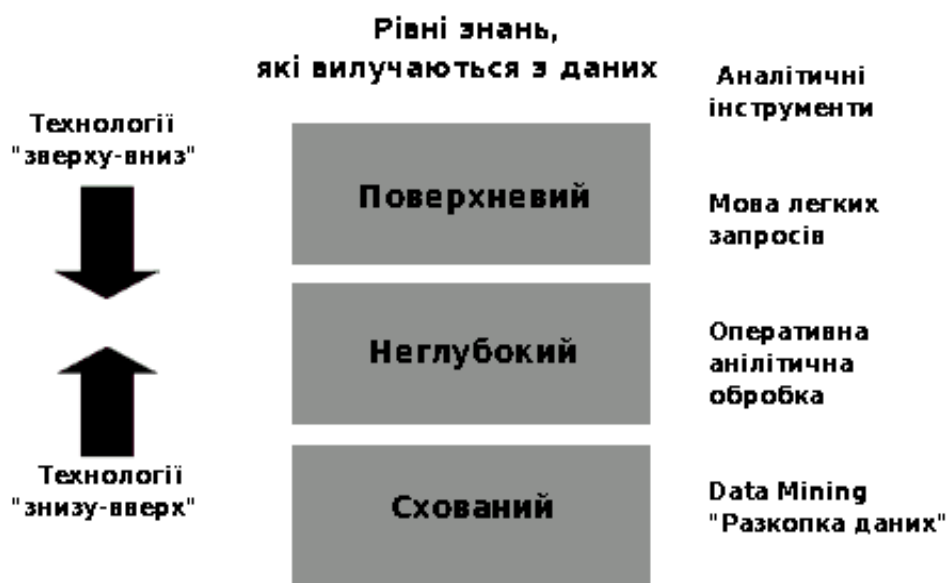 Рівні знань,
які вилучаються з даних
Аналітичні
інструменти
Технології
"зверху-вниз"
Поверхневий
Мова легких
запросів
Неглубокий
Оперативна
анілітична
обробка
Технології
"знизу-вверх"
Схований
Data Mining
"Разкопка даних"